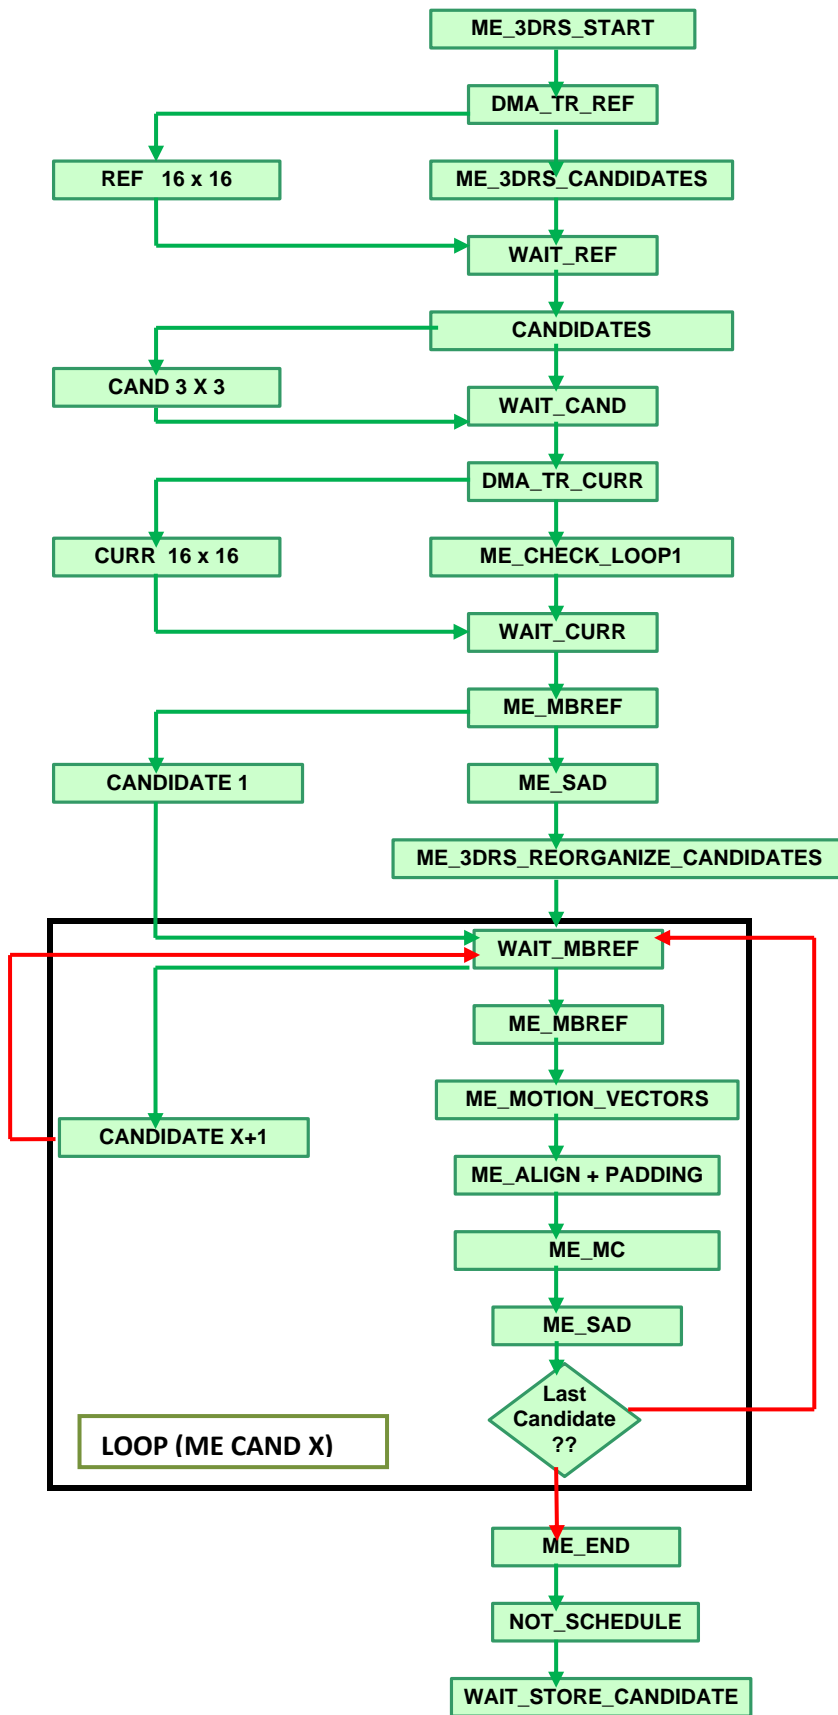 ME_3DRS_START
DMA_TR_REF
REF 16 x 16
ME_3DRS_CANDIDATES
WAIT_REF
CANDIDATES
CAND 3 X 3
WAIT_CAND
DMA_TR_CURR
CURR 16 x 16
ME_CHECK_LOOP1
WAIT_CURR
ME_MBREF
CANDIDATE 1
ME_SAD
ME_3DRS_REORGANIZE_CANDIDATES
WAIT_MBREF
ME_MBREF
ME_MOTION_VECTORS
CANDIDATE X+1
ME_ALIGN + PADDING
ME_MC
ME_SAD
Last
Candidate
??
LOOP (ME CAND X)
ME_END
NOT_SCHEDULE
WAIT_STORE_CANDIDATE